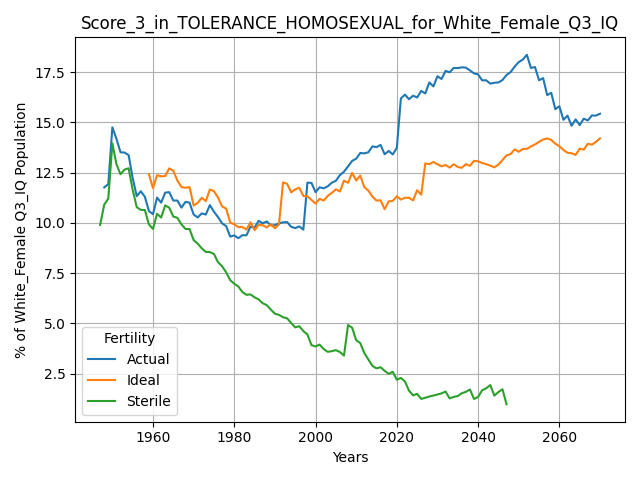 Score_3_in_TOLERANCE_HOMOSEXUAL_for_White_Female_Q3_IQ
% of White_Female Q3_IQ Population
17.5
15.0
12.5
10.0
7.5
5.0
2.5
Fertility
Actual
Ideal
Sterile
1960 1980 2000 2020 2040 2060
Years